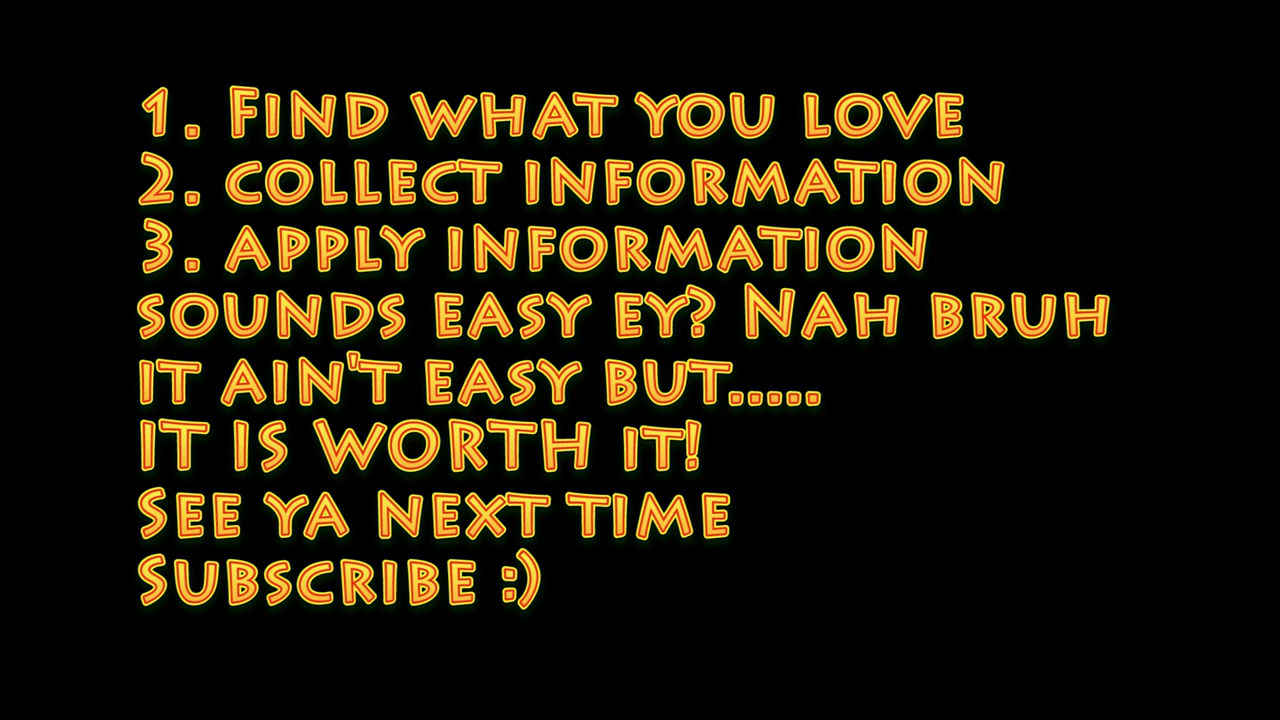 1. Find what you love
2. collect information
3. apply information
sounds easy ey? Nah bruh
it ain't easy but.....
IT IS WORTH it!
See ya next time
Subscribe :)